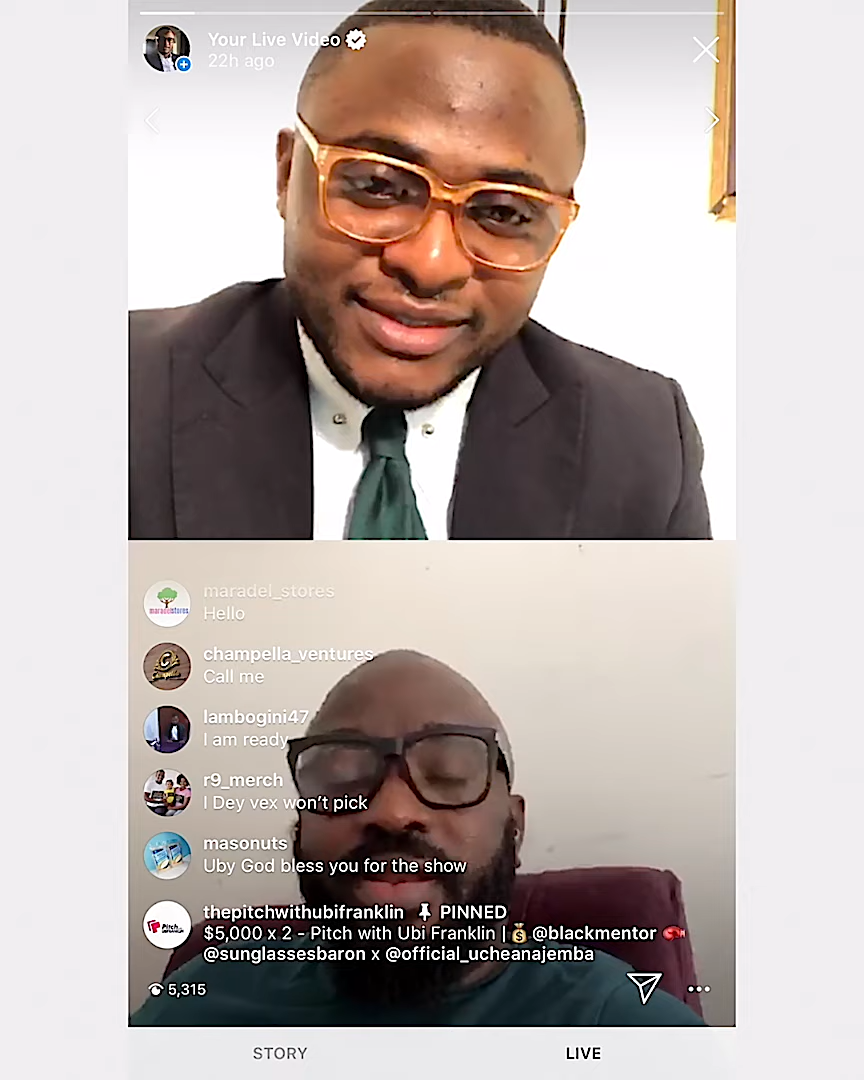 Your Live Video
22h ago
maradel_stores
Hello
champella_ventures
Call me
lambogini47
I am ready
r9_merch
I Dey vex won't pick
masonuts
Uby God bless you for the show
thepitchwithubifranklin PINNED
$5,000 x 2 - Pitch with Ubi Franklin | @blackmentor
@sunglassesbaron x @official_ucheanajemba
5,315
STORY
LIVE